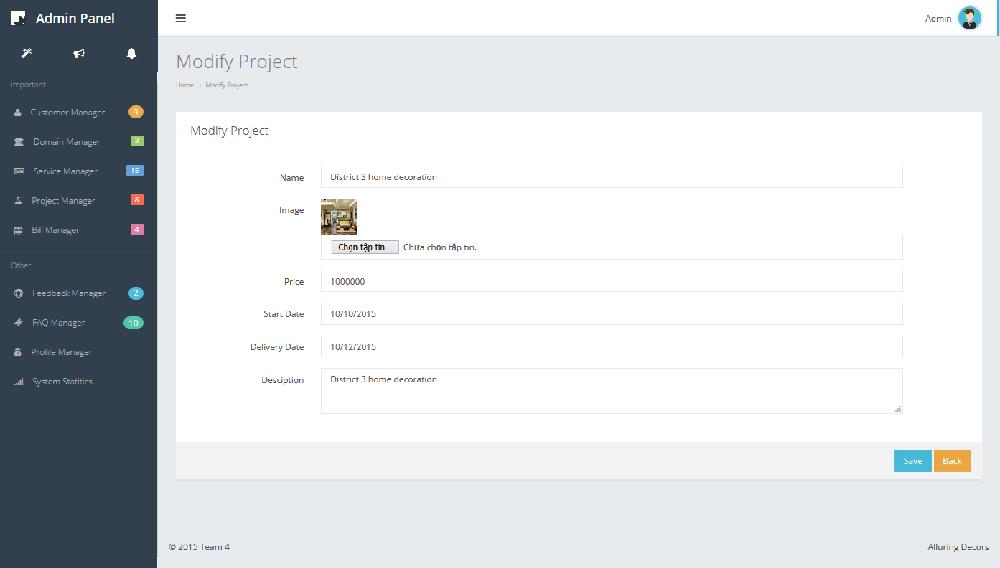 Admin Panel
Admin
Important
Customer Manager 9
Domain Manager 3
Service Manager 15
Project Manager 8
Bill Manager 4
Other
Feedback Manager 2
FAQ Manager 10
Profile Manager
System Statitics
Modify Project
Home Modify Project
Modify Project
Name District 3 home decoration
Image
Chọn tập tin... Chưa chọn tập tin.
Price 1000000
Start Date 10/10/2015
Delivery Date 10/12/2015
Desciption District 3 home decoration
Save Back
© 2015 Team 4 Alluring Decors